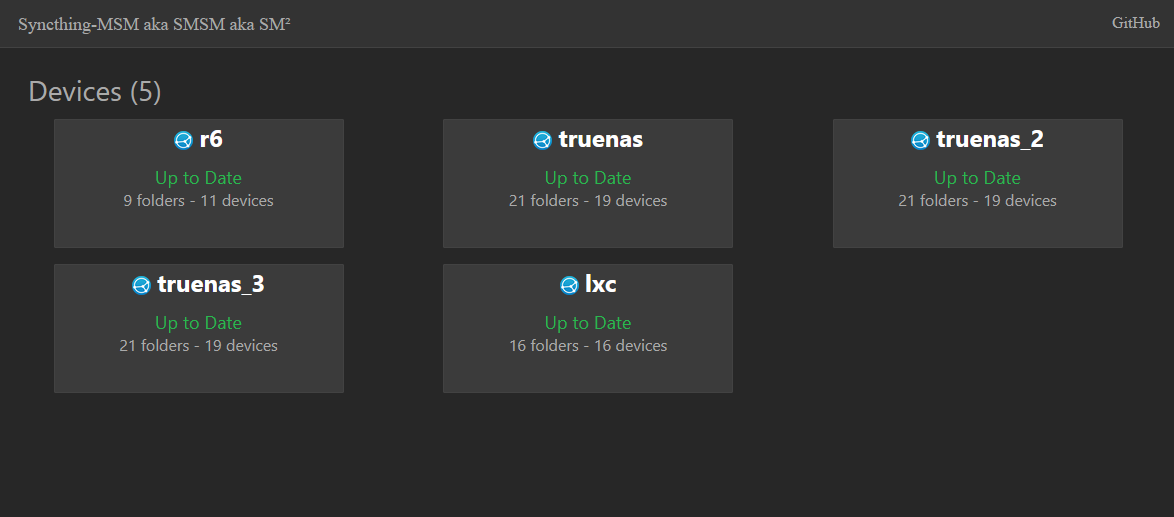 Syncthing-MSM aka SMSM aka SM²
GitHub
Devices (5)
r6
Up to Date
9 folders - 11 devices
truenas
Up to Date
21 folders - 19 devices
truenas_2
Up to Date
21 folders - 19 devices
truenas_3
Up to Date
21 folders - 19 devices
lxc
Up to Date
16 folders - 16 devices